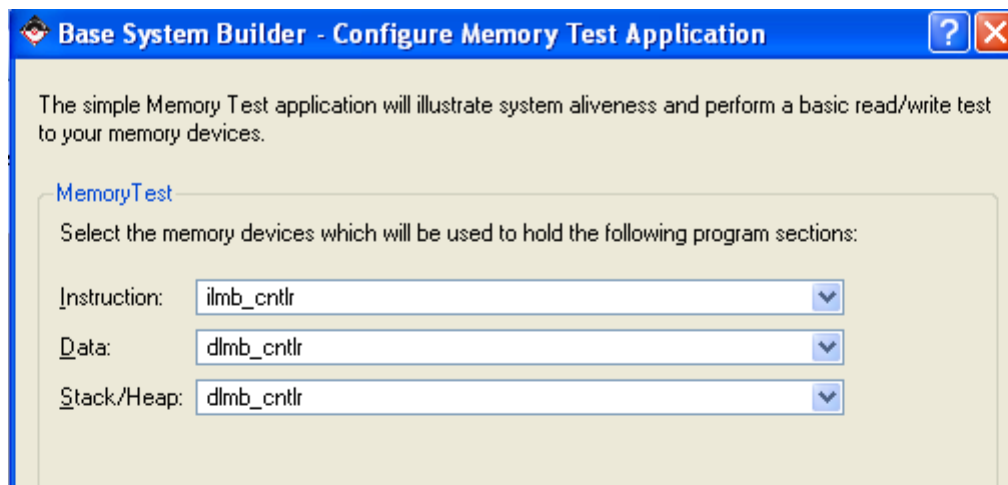 Base System Builder - Configure Memory Test Application
The simple Memory Test application will illustrate system aliveness and perform a basic read/write test
to your memory devices.
MemoryTest
Select the memory devices which will be used to hold the following program sections:
Instruction: ilmb_cntlr
Data: dlmb_cntlr
Stack/Heap: dlmb_cntlr